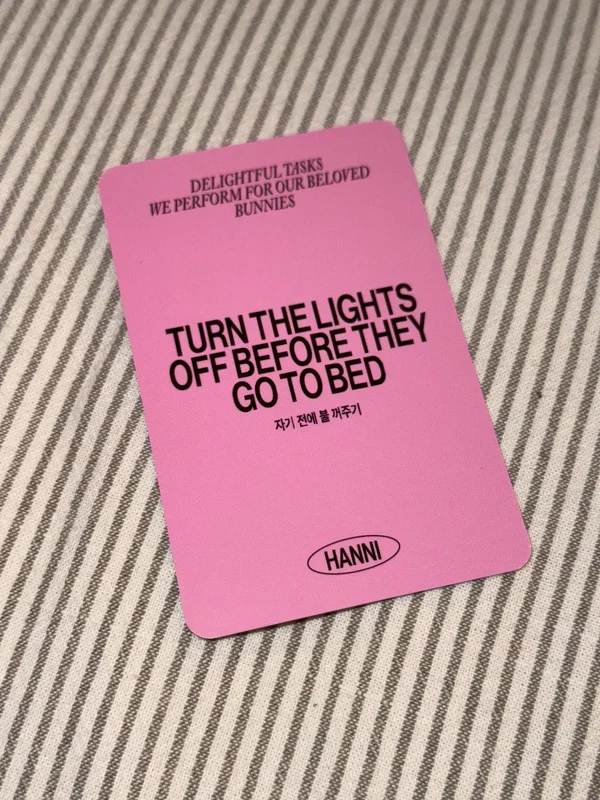 DELIGHTFUL TASKS
WE PERFORM FOR OUR BELOVED
BUNNIES
TURN THE LIGHTS
OFF BEFORE THEY
GO TO BED
자기 전에 불 꺼주기
HANNI